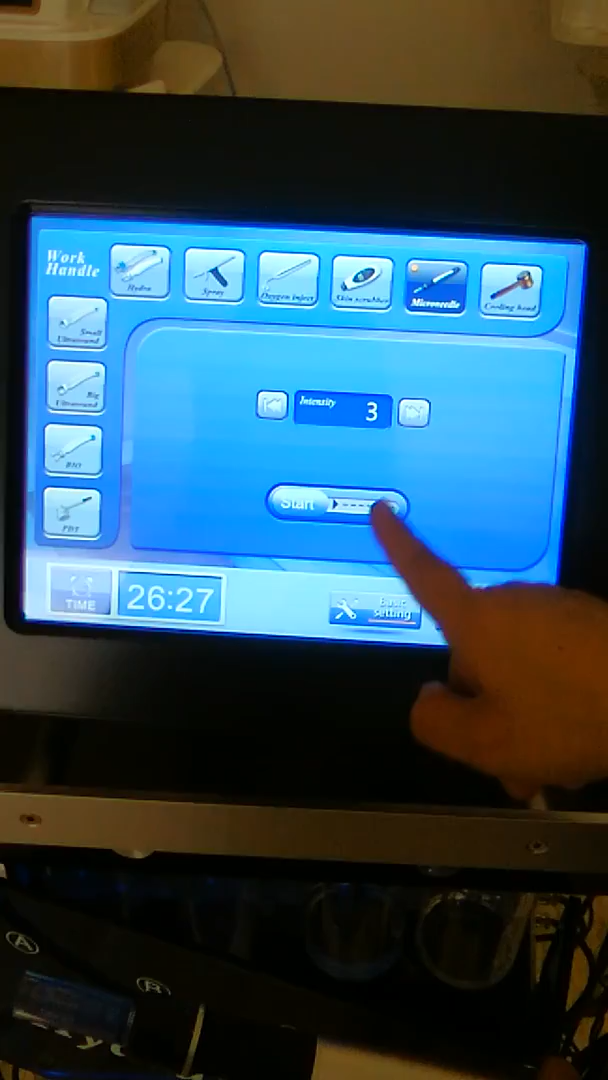 Work
Handle
Hydro
Spray
Oxygen inject
Skin scrubber
Microneedle
Cooling head
Small
Ultrasound
Big
Ultrasound
BIO
PDT
Intensity
3
Start
TIME
26:27
Basic
setting
A
B